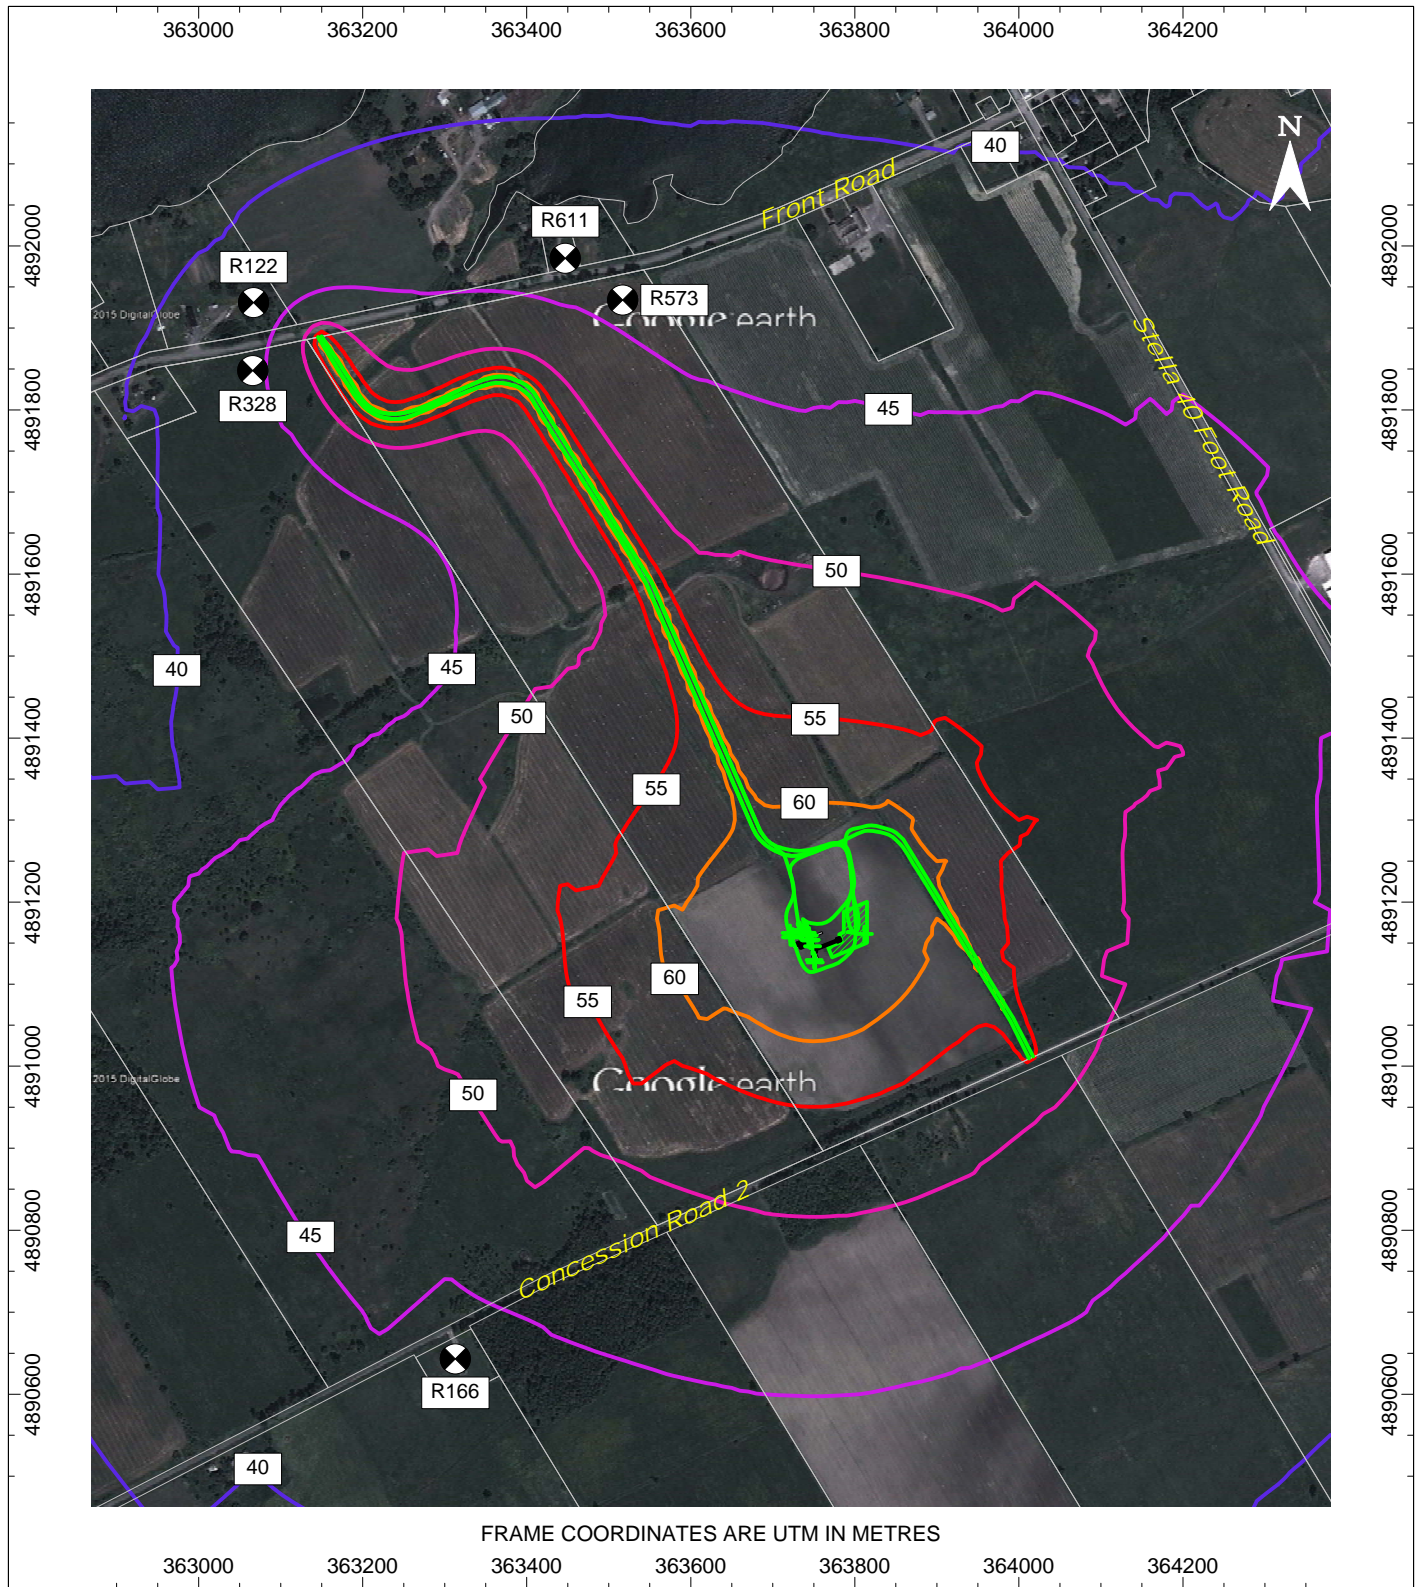 363000 363200 363400 363600 363800 364000 364200
N
40
Front Road
R611
4892000
4892000
R122
R573
2015 DigitalGlobe
Google earth
Stella 40 Foot Road
R328
45
4891800
4891800
50
4891600
4891600
40
45
50
55
4891400
4891400
55
60
4891200
4891200
60
55
4891000
4891000
2015 DigitalGlobe
Google earth
50
Concession Road 2
45
4890800
4890800
R166
4890600
4890600
40
FRAME COORDINATES ARE UTM IN METRES
363000 363200 363400 363600 363800 364000 364200